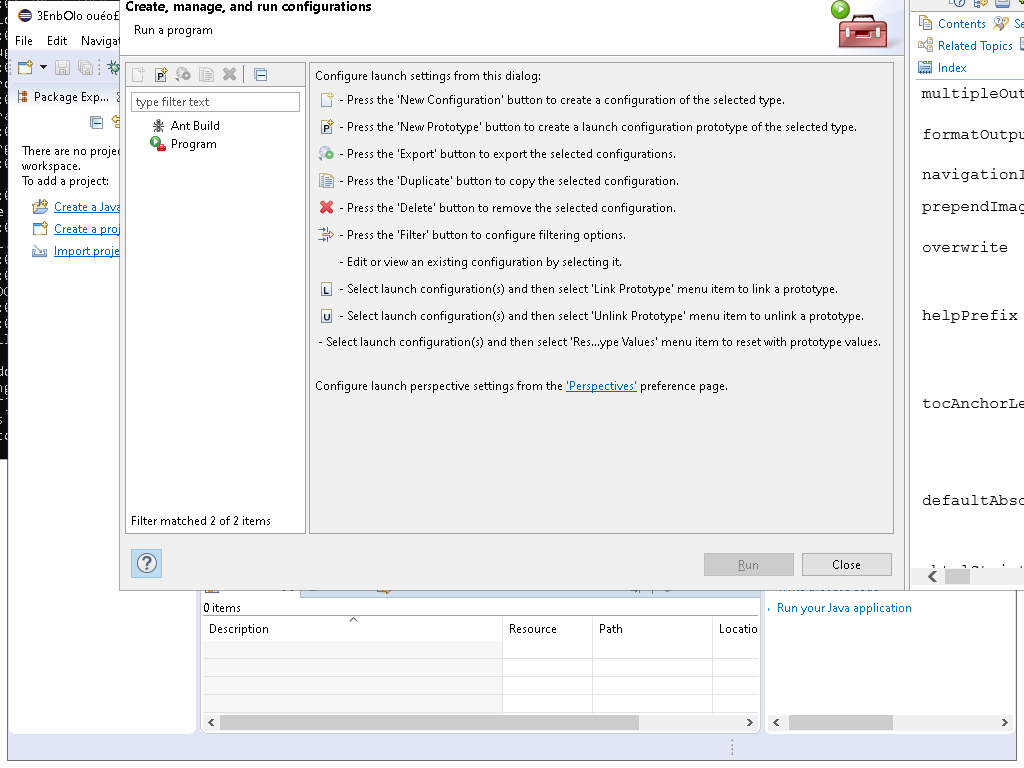 3EnbOlo ouéof
File Edit Navigat
Package Exp...
There are no projec
workspace.
To add a project:
Create a Java
Create a proj
Import proje
Create, manage, and run configurations
Run a program
type filter text
Ant Build
Program
Filter matched 2 of 2 items
Configure launch settings from this dialog:
- Press the 'New Configuration' button to create a configuration of the selected type.
- Press the 'New Prototype' button to create a launch configuration prototype of the selected type.
- Press the 'Export' button to export the selected configurations.
- Press the 'Duplicate' button to copy the selected configuration.
- Press the 'Delete' button to remove the selected configuration.
- Press the 'Filter' button to configure filtering options.
- Edit or view an existing configuration by selecting it.
- Select launch configuration(s) and then select 'Link Prototype' menu item to link a prototype.
- Select launch configuration(s) and then select 'Unlink Prototype' menu item to unlink a prototype.
- Select launch configuration(s) and then select 'Res...ype Values' menu item to reset with prototype values.
Configure launch perspective settings from the 'Perspectives' preference page.
Run Close
Contents Se
Related Topics
Index
multipleOut
formatOutpu
navigationI
prependImag
overwrite
helpPrefix
tocAnchorLe
defaultAbso
0 items
Description Resource Path Locatio
Run your Java application